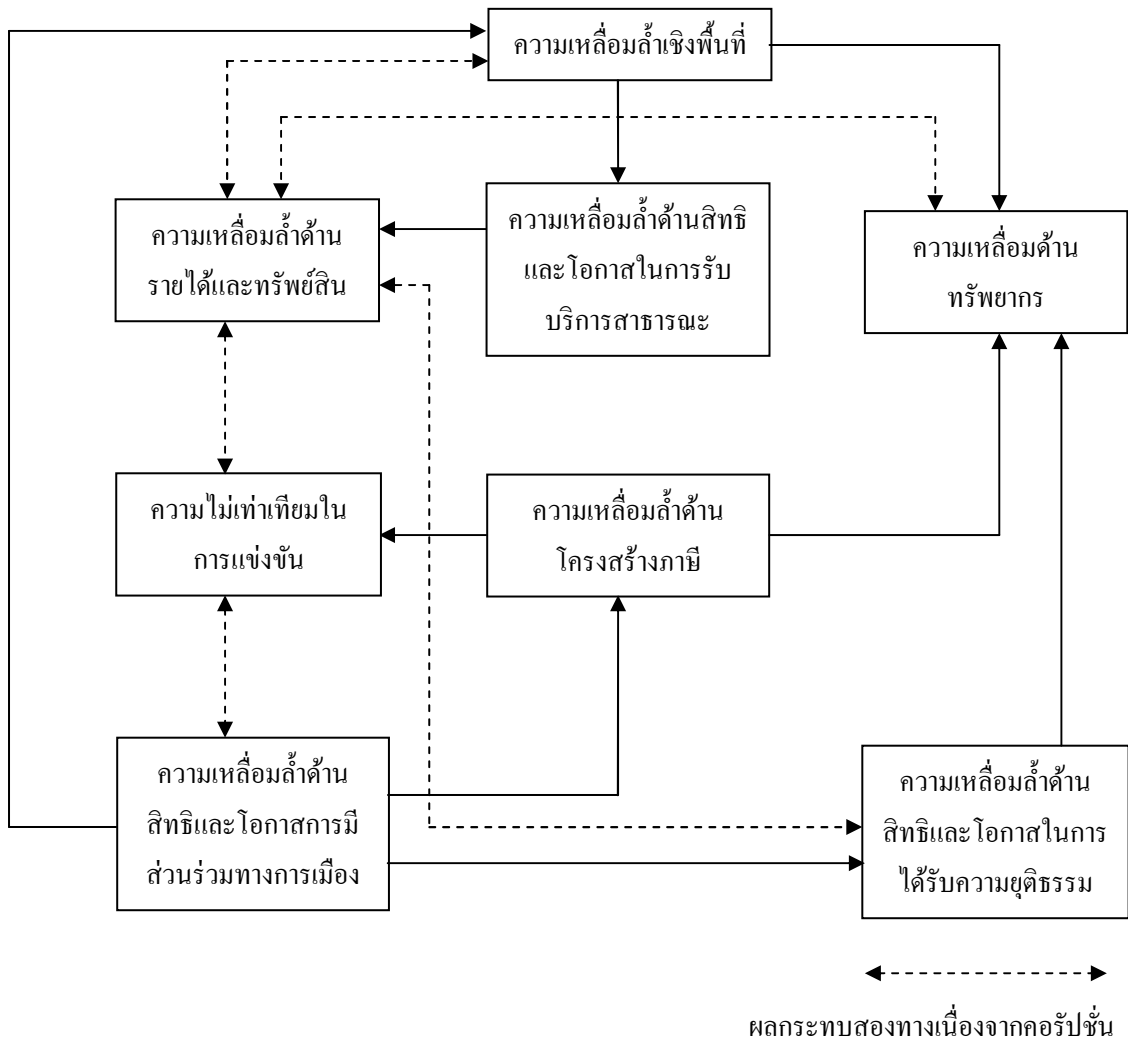 ความเหลื่อมล้ำเชิงพื้นที่
ความเหลื่อมล้ำด้าน
รายได้และทรัพย์สิน
ความเหลื่อมล้ำด้านสิทธิ
และโอกาสในการรับ
บริการสาธารณะ
ความเหลื่อมด้าน
ทรัพยากร
ความไม่เท่าเทียมใน
การแข่งขัน
ความเหลื่อมล้ำด้าน
โครงสร้างภาษี
ความเหลื่อมล้ำด้าน
สิทธิและโอกาสการมี
ส่วนร่วมทางการเมือง
ความเหลื่อมล้ำด้าน
สิทธิและโอกาสในการ
ได้รับความยุติธรรม
ผลกระทบสองทางเนื่องจากคอรัปชั่น